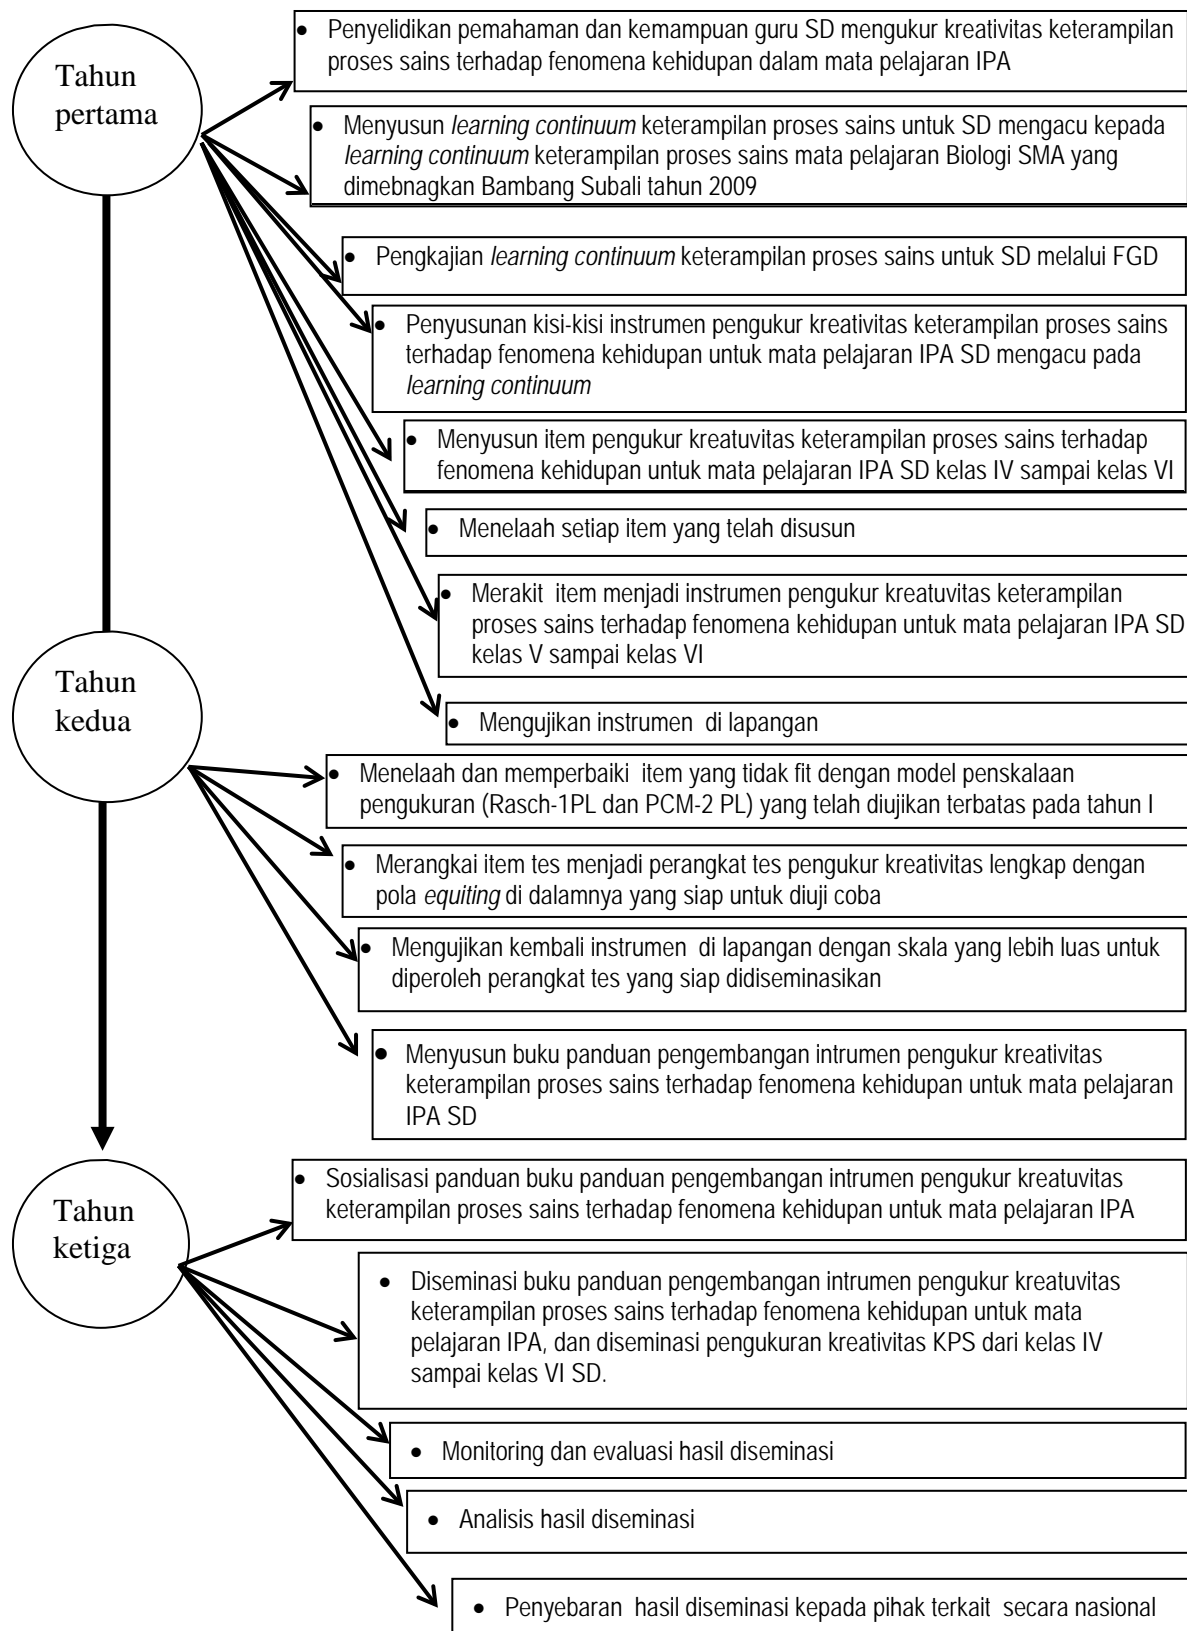 Tahun
pertama
• Penyelidikan pemahaman dan kemampuan guru SD mengukur kreativitas keterampilan
proses sains terhadap fenomena kehidupan dalam mata pelajaran IPA
• Menyusun learning continuum keterampilan proses sains untuk SD mengacu kepada
learning continuum keterampilan proses sains mata pelajaran Biologi SMA yang
dimebnagkan Bambang Subali tahun 2009
• Pengkajian learning continuum keterampilan proses sains untuk SD melalui FGD
• Penyusunan kisi-kisi instrumen pengukur kreativitas keterampilan proses sains
terhadap fenomena kehidupan untuk mata pelajaran IPA SD mengacu pada
learning continuum
• Menyusun item pengukur kreatuvitas keterampilan proses sains terhadap
fenomena kehidupan untuk mata pelajaran IPA SD kelas IV sampai kelas VI
• Menelaah setiap item yang telah disusun
• Merakit item menjadi instrumen pengukur kreatuvitas keterampilan
proses sains terhadap fenomena kehidupan untuk mata pelajaran IPA SD
kelas V sampai kelas VI
• Mengujikan instrumen di lapangan
Tahun
kedua
• Menelaah dan memperbaiki item yang tidak fit dengan model penskalaan
pengukuran (Rasch-1PL dan PCM-2 PL) yang telah diujikan terbatas pada tahun I
• Merangkai item tes menjadi perangkat tes pengukur kreativitas lengkap dengan
pola equiting di dalamnya yang siap untuk diuji coba
• Mengujikan kembali instrumen di lapangan dengan skala yang lebih luas untuk
diperoleh perangkat tes yang siap didiseminasikan
• Menyusun buku panduan pengembangan intrumen pengukur kreativitas
keterampilan proses sains terhadap fenomena kehidupan untuk mata pelajaran
IPA SD
Tahun
ketiga
• Sosialisasi panduan buku panduan pengembangan intrumen pengukur kreatuvitas
keterampilan proses sains terhadap fenomena kehidupan untuk mata pelajaran IPA
• Diseminasi buku panduan pengembangan intrumen pengukur kreatuvitas
keterampilan proses sains terhadap fenomena kehidupan untuk mata
pelajaran IPA, dan diseminasi pengukuran kreativitas KPS dari kelas IV
sampai kelas VI SD.
• Monitoring dan evaluasi hasil diseminasi
• Analisis hasil diseminasi
• Penyebaran hasil diseminasi kepada pihak terkait secara nasional